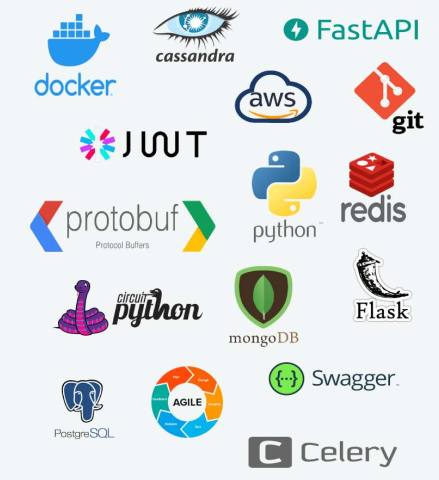 docker
cassandra
FastAPI
aws
git
JWT
python
redis
protobuf
Protocol Buffers
circuit
python
mongoDB
Flask
PostgreSQL
AGILE
Swagger
Celery